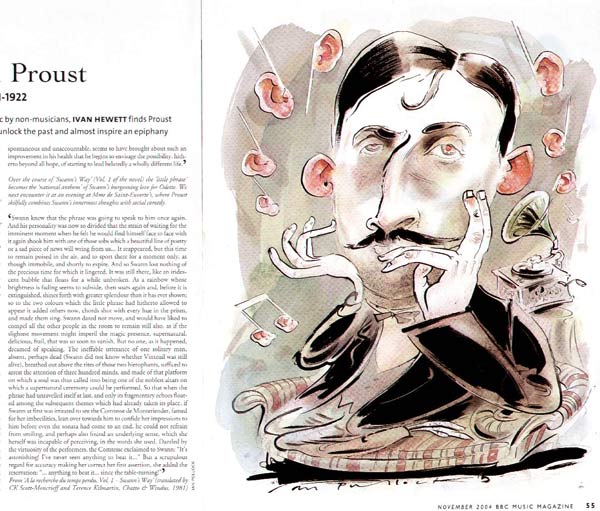 Proust
-1922
c by non-musicians, IVAN HEWETT finds Proust
unlock the past and almost inspire an epiphany
spontaneous and unaccountable, seems to have brought about such an
improvement in his health that he begins to envisage the possibility, hith-
erto beyond all hope, of starting to lead belatedly a wholly different life.’
Over the course of ‘Swann's Way’ (Vol. 1 of the novel) the ‘little phrase’
becomes the ‘national anthem’ of Swann's burgeoning love for Odette. We
next encounter it at an evening at Mme de Saint-Euverte's, where Proust
skilfully combines Swann's innermost thoughts with social comedy.
‘Swann knew that the phrase was going to speak to him once again.
And his personality was now so divided that the strain of waiting for the
imminent moment when he felt he would find himself face to face with
it again shook him with one of those sobs which a beautiful line of poetry
or a sad piece of news will wring from us... It reappeared, but this time
to remain poised in the air, and to sport there for a moment only, as
though immobile, and shortly to expire. And so Swann lost nothing of
the precious time for which it lingered. It was still there, like an irides-
cent bubble that floats for a while unbroken. As a rainbow whose
brightness is fading seems to subside, then soars again and, before it is
extinguished, shines forth with greater splendour than it has ever shown;
so to the two colours which the little phrase had hitherto allowed to
appear it added others now, chords shot with every hue in the prism,
and made them sing. Swann dared not move, and would have liked to
compel all the other people in the room to remain still also, as if the
slightest movement might imperil the magic presence, supernatural,
delicious, frail, that was so soon to vanish. But no one, as it happened,
dreamed of speaking. The ineffable utterance of one solitary man,
absent, perhaps dead (Swann did not know whether Vinteuil was still
alive), breathed out above the rites of those two hierophants, sufficed to
arrest the attention of three hundred minds, and made of that platform
on which a soul was thus called into being one of the noblest altars on
which a supernatural ceremony could be performed. So that when the
phrase had unravelled itself at last, and only its fragmentary echoes float-
ed among the subsequent themes which had already taken its place, if
Swann at first was irritated to see the Comtesse de Monteriender, famed
for her imbecilities, lean over towards him to confide her impressions to
him before even the sonata had come to an end, he could not refrain
from smiling, and perhaps also found an underlying sense, which she
herself was incapable of perceiving, in the words she used. Dazzled by
the virtuosity of the performers, the Comtesse exclaimed to Swann: "It's
astonishing! I've never seen anything to beat it..." But a scrupulous
regard for accuracy making her correct her first assertion, she added the
reservation: "... anything to beat it... since the table-turning."’
From ‘A la recherche du temps perdu, Vol. 1 - Swann's Way’ (translated by
CK Scott-Moncrieff and Terence Kilmartin, Chatto & Windus, 1981)
IAN POLLOCK
NOVEMBER 2004 BBC MUSIC MAGAZINE 55